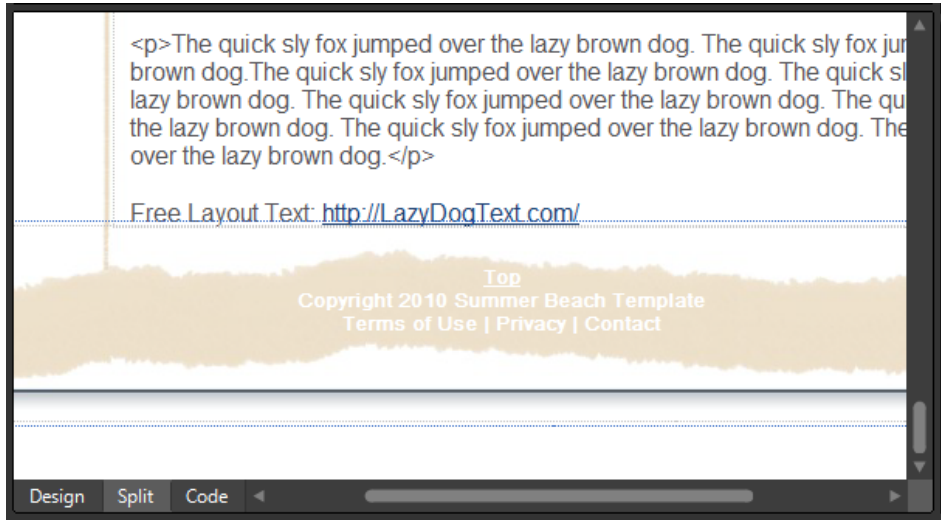 <p>The quick sly fox jumped over the lazy brown dog. The quick sly fox jur
brown dog.The quick sly fox jumped over the lazy brown dog. The quick sl
lazy brown dog. The quick sly fox jumped over the lazy brown dog. The qu
the lazy brown dog. The quick sly fox jumped over the lazy brown dog. The
over the lazy brown dog.</p>
Free Layout Text: http://LazyDogText.com/
Top
Copyright 2010 Summer Beach Template
Terms of Use | Privacy | Contact
Design Split Code